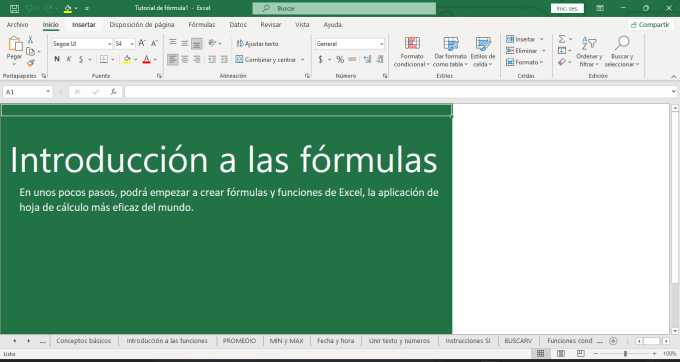 Tutorial de fórmula1 - Excel
Buscar
Inic. ses.
Archivo Inicio Insertar Disposición de página Fórmulas Datos Revisar Vista Ayuda
Compartir
Pegar
Segoe UI 54 A A
N K S
A
Ajustar texto
Combinar y centrar
General
$ % 000
Formato condicional
Dar formato como tabla
Estilos de celda
Insertar
Eliminar
Formato
Ordenar y filtrar
Buscar y seleccionar
Portapapeles Fuente Alineación Número Estilos Celdas Edición
A1 fx
Introducción a las fórmulas
En unos pocos pasos, podrá empezar a crear fórmulas y funciones de Excel, la aplicación de
hoja de cálculo más eficaz del mundo.
... Conceptos básicos Introducción a las funciones PROMEDIO MIN y MAX Fecha y hora Unir texto y números Instrucciones SI BUSCARV Funciones cond ...
Listo
100%